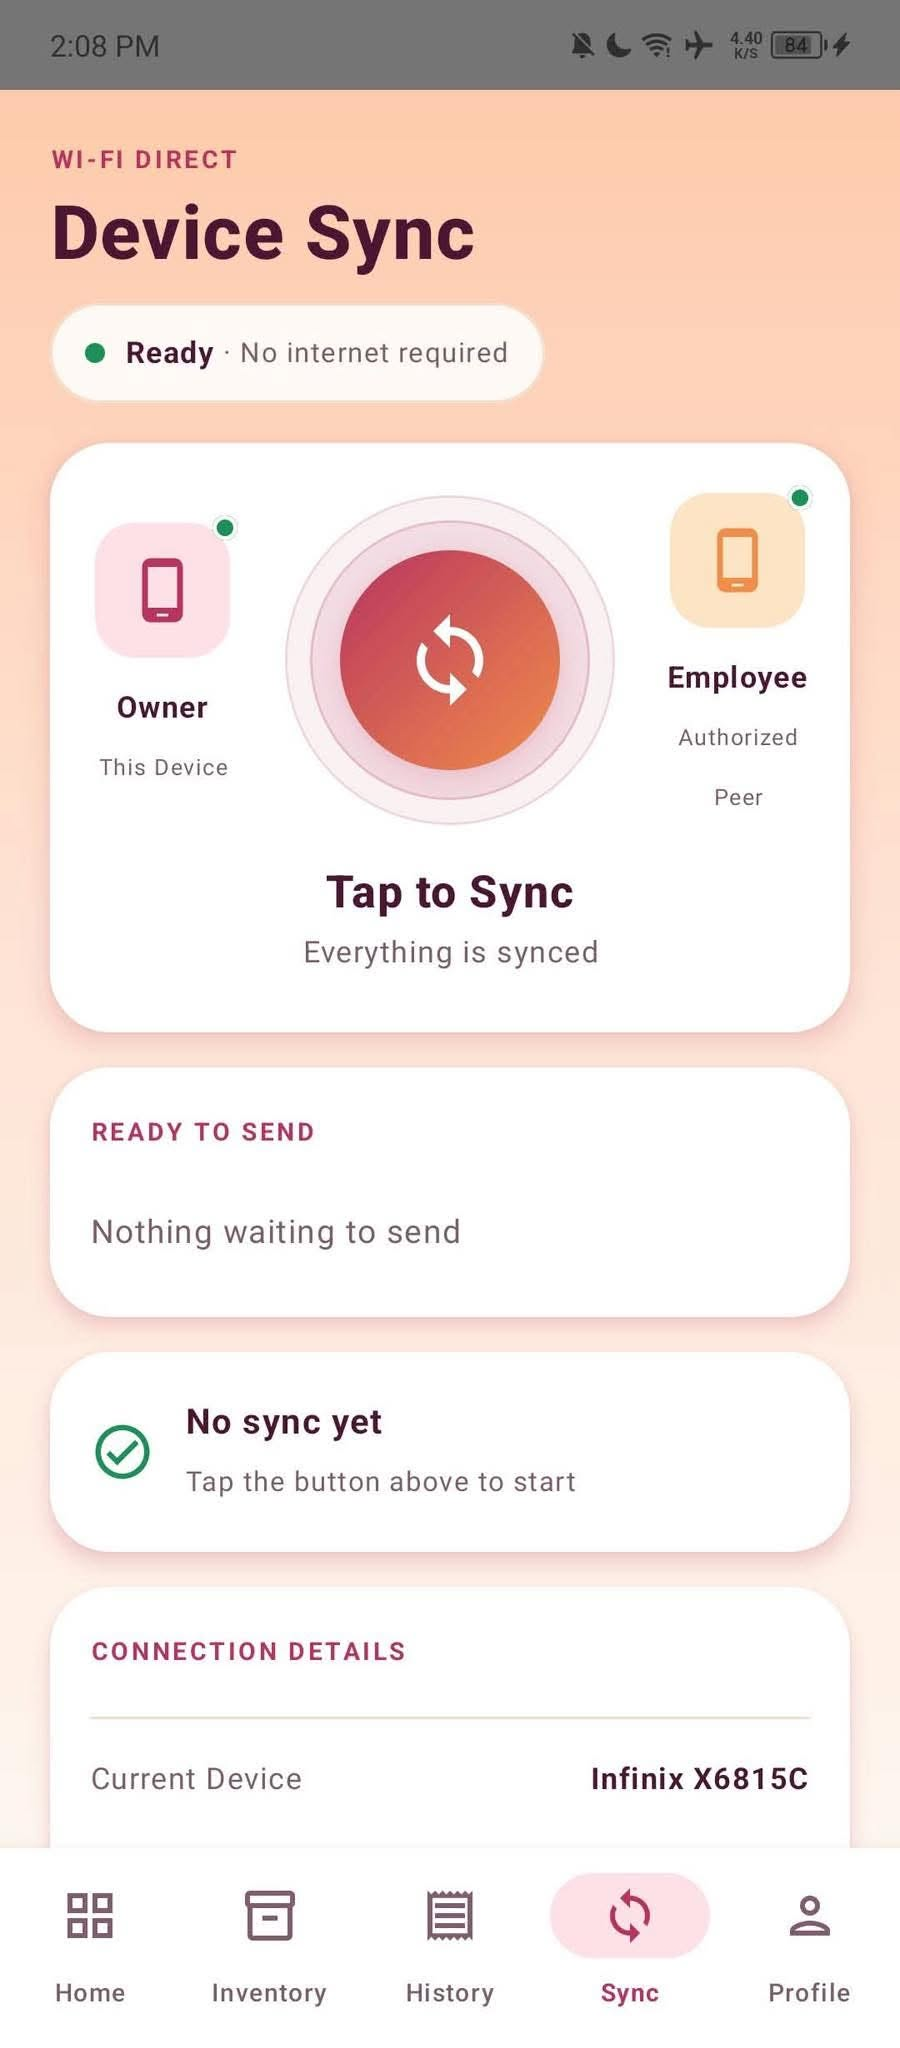 2:08 PM
4.40
K/S
84
WI-FI DIRECT
Device Sync
Ready · No internet required
Owner
This Device
Employee
Authorized
Peer
Tap to Sync
Everything is synced
READY TO SEND
Nothing waiting to send
No sync yet
Tap the button above to start
CONNECTION DETAILS
Current Device Infinix X6815C
Home Inventory History Sync Profile